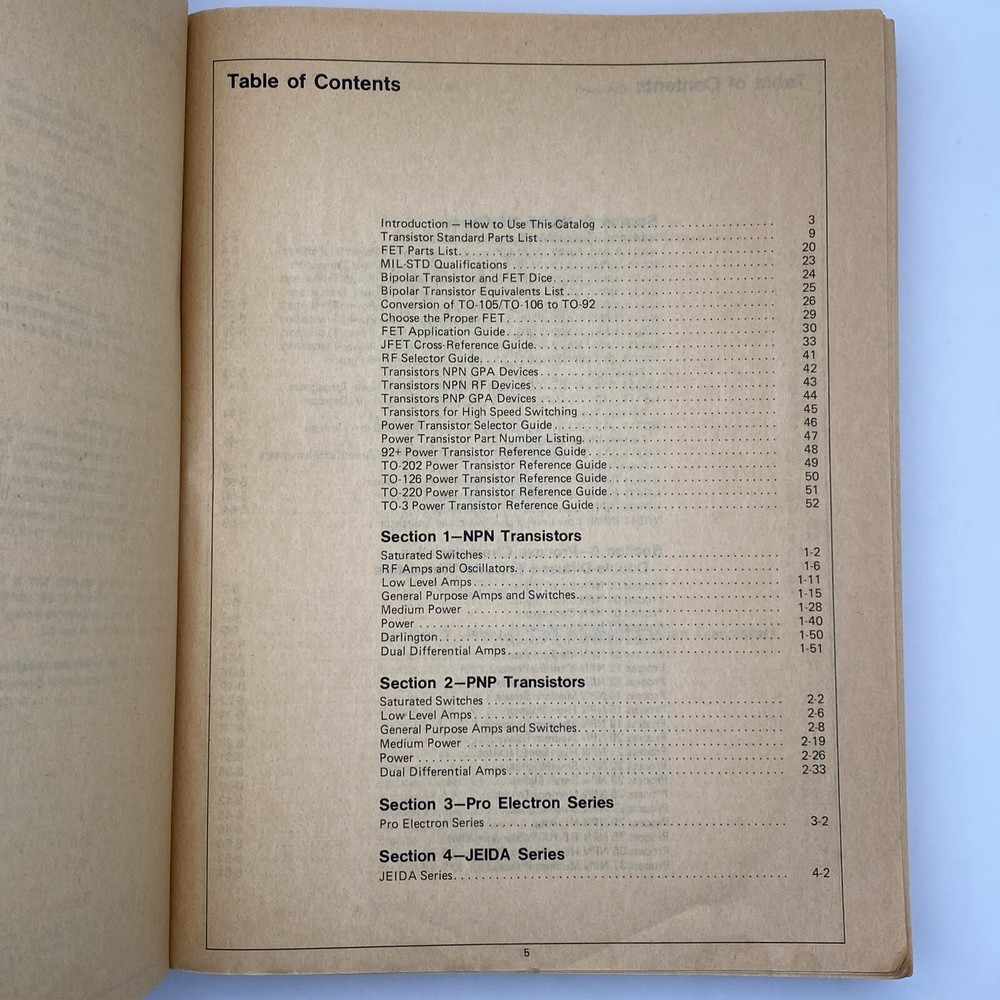 Table of Contents
Introduction — How to Use This Catalog 3
Transistor Standard Parts List 9
FET Parts List 20
MIL-STD Qualifications 23
Bipolar Transistor and FET Dice 24
Bipolar Transistor Equivalents List 25
Conversion of TO-105/TO-106 to TO-92 26
Choose the Proper FET 29
FET Application Guide 30
JFET Cross-Reference Guide 33
RF Selector Guide 41
Transistors NPN GPA Devices 42
Transistors NPN RF Devices 43
Transistors PNP GPA Devices 44
Transistors for High Speed Switching 45
Power Transistor Selector Guide 46
Power Transistor Part Number Listing 47
92+ Power Transistor Reference Guide 48
TO-202 Power Transistor Reference Guide 49
TO-126 Power Transistor Reference Guide 50
TO-220 Power Transistor Reference Guide 51
TO-3 Power Transistor Reference Guide 52
Section 1—NPN Transistors
Saturated Switches 1-2
RF Amps and Oscillators 1-6
Low Level Amps 1-11
General Purpose Amps and Switches 1-15
Medium Power 1-28
Power 1-40
Darlington 1-50
Dual Differential Amps 1-51
Section 2—PNP Transistors
Saturated Switches 2-2
Low Level Amps 2-6
General Purpose Amps and Switches 2-8
Medium Power 2-19
Power 2-26
Dual Differential Amps 2-33
Section 3—Pro Electron Series
Pro Electron Series 3-2
Section 4—JEIDA Series
JEIDA Series 4-2
5